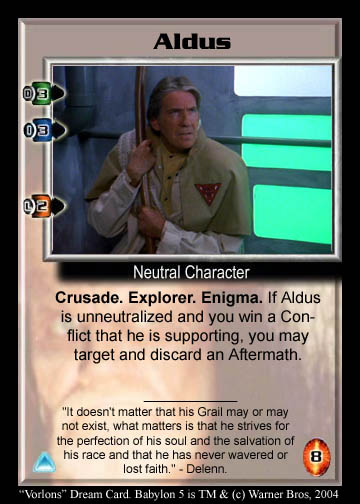 Aldus
D 3
I 3
L 2
Neutral Character
Crusade. Explorer. Enigma. If Aldus
is unneutralized and you win a Con-
flict that he is supporting, you may
target and discard an Aftermath.
"It doesn't matter that his Grail may or may
not exist, what matters is that he strives for
the perfection of his soul and the salvation of
his race and that he has never wavered or
lost faith." - Delenn.
8
“Vorlons” Dream Card. Babylon 5 is TM & (c) Warner Bros, 2004